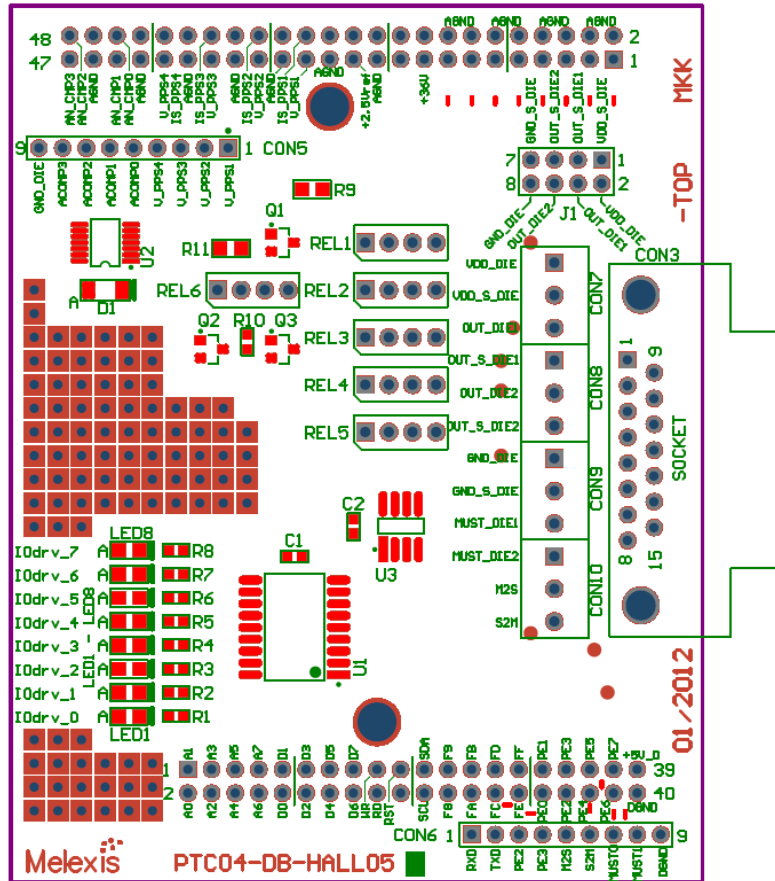 AGND AGND AGND AGND
48 2
47 1
AN_CMP3 AN_CMP2 AGND AN_CMP1 AN_CMP0 AGND V_PPS4 IS_PPS4 IS_PPS3 V_PPS3 AGND IS_PPS2 V_PPS2 AGND IS_PPS1 V_PPS1 AGND +2.5Vref AGND +36V GND_S_DIE OUT_S_DIE2 OUT_S_DIE1 VDD_S_DIE
MKK
9 1 CON5
GND_DIE ACOMP3 ACOMP2 ACOMP1 ACOMP0 V_PPS4 V_PPS3 V_PPS2 V_PPS1
7 1
8 2
J1
GND_DIE OUT_DIE2 OUT_DIE1 VDD_DIE
-TOP
R9
U2
Q1
R11
REL1
A D1
REL6
REL2
Q2 R10 Q3
REL3
REL4
REL5
CON3
VDD_DIE
VDD_S_DIE
OUT_DIE1
CON7
OUT_S_DIE1
OUT_DIE2
OUT_S_DIE2
CON8
GND_DIE
GND_S_DIE
MUST_DIE1
CON9
MUST_DIE2
M2S
S2M
CON10
1 9
SOCKET
8 15
C2
C1
U3
U1
LED8
IOdrv_7 A R8
IOdrv_6 A R7
IOdrv_5 A R6
IOdrv_4 A R5
IOdrv_3 A R4
IOdrv_2 A R3
IOdrv_1 A R2
IOdrv_0 A R1
LED1 - LED8
LED1
01/2012
A1 A3 A5 A7 D1 D3 D5 D7 SDA F9 FB FD FF PE1 PE3 PE5 PE7 +5V_D
1 39
2 40
A0 A2 A4 A6 D0 D2 D4 D6 WR RD RST SCL F8 FA FC FE PE0 PE2 PE4 PE6 DGND
CON6 1 9
RXD TXD PE2 PE3 M2S S2M MUST0 MUST1 DGND
Melexis PTC04-DB-HALL05